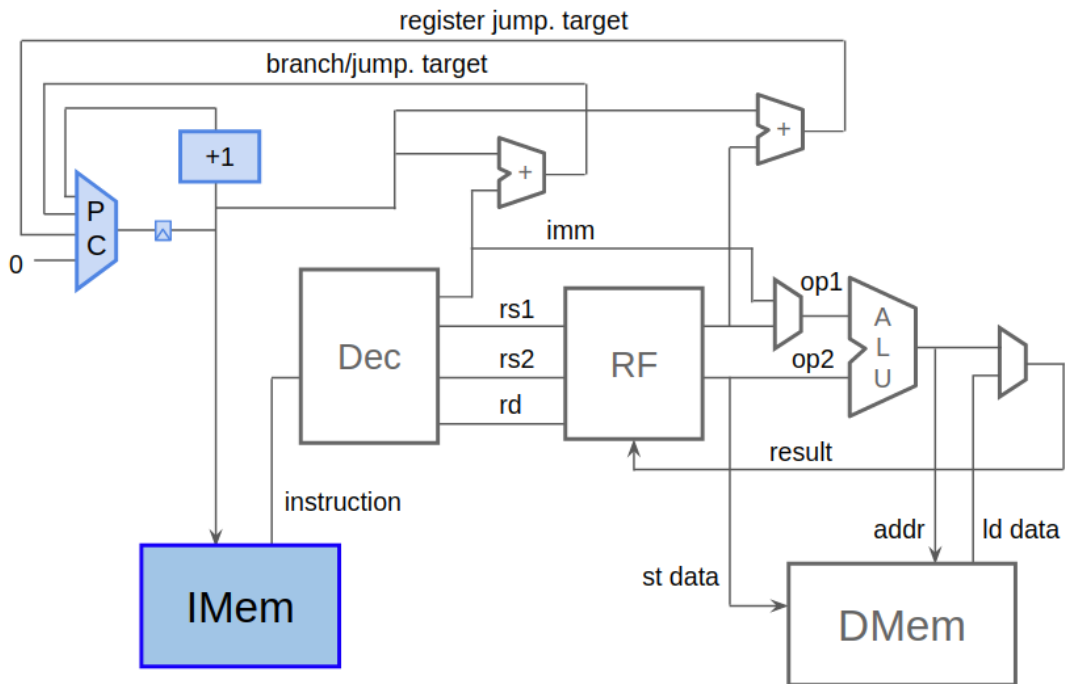 register jump. target
branch/jump. target
+1
+
+
P
C
0
imm
op1
rs1
A
L
U
Dec
rs2
RF
op2
rd
result
instruction
addr
ld data
st data
IMem
DMem